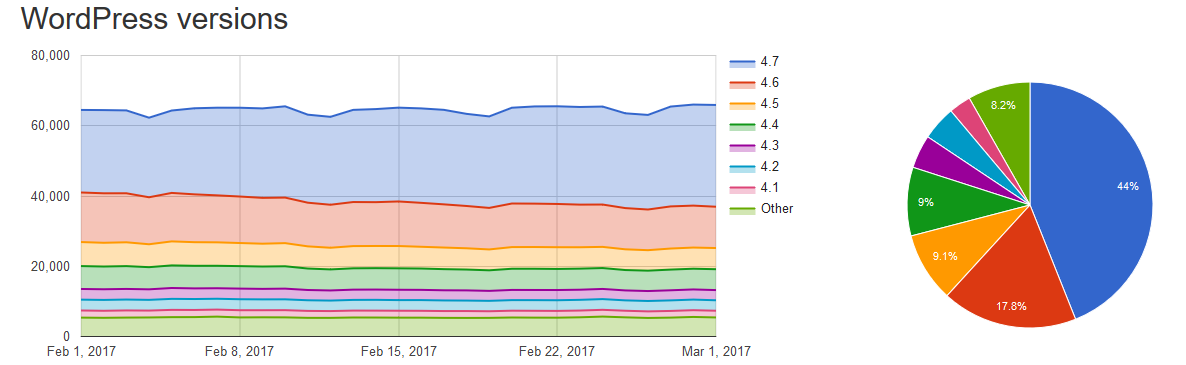 WordPress versions
80,000
60,000
40,000
20,000
0
Feb 1, 2017
Feb 8, 2017
Feb 15, 2017
Feb 22, 2017
Mar 1, 2017
4.7
4.6
4.5
4.4
4.3
4.2
4.1
Other
8.2%
44%
9%
9.1%
17.8%